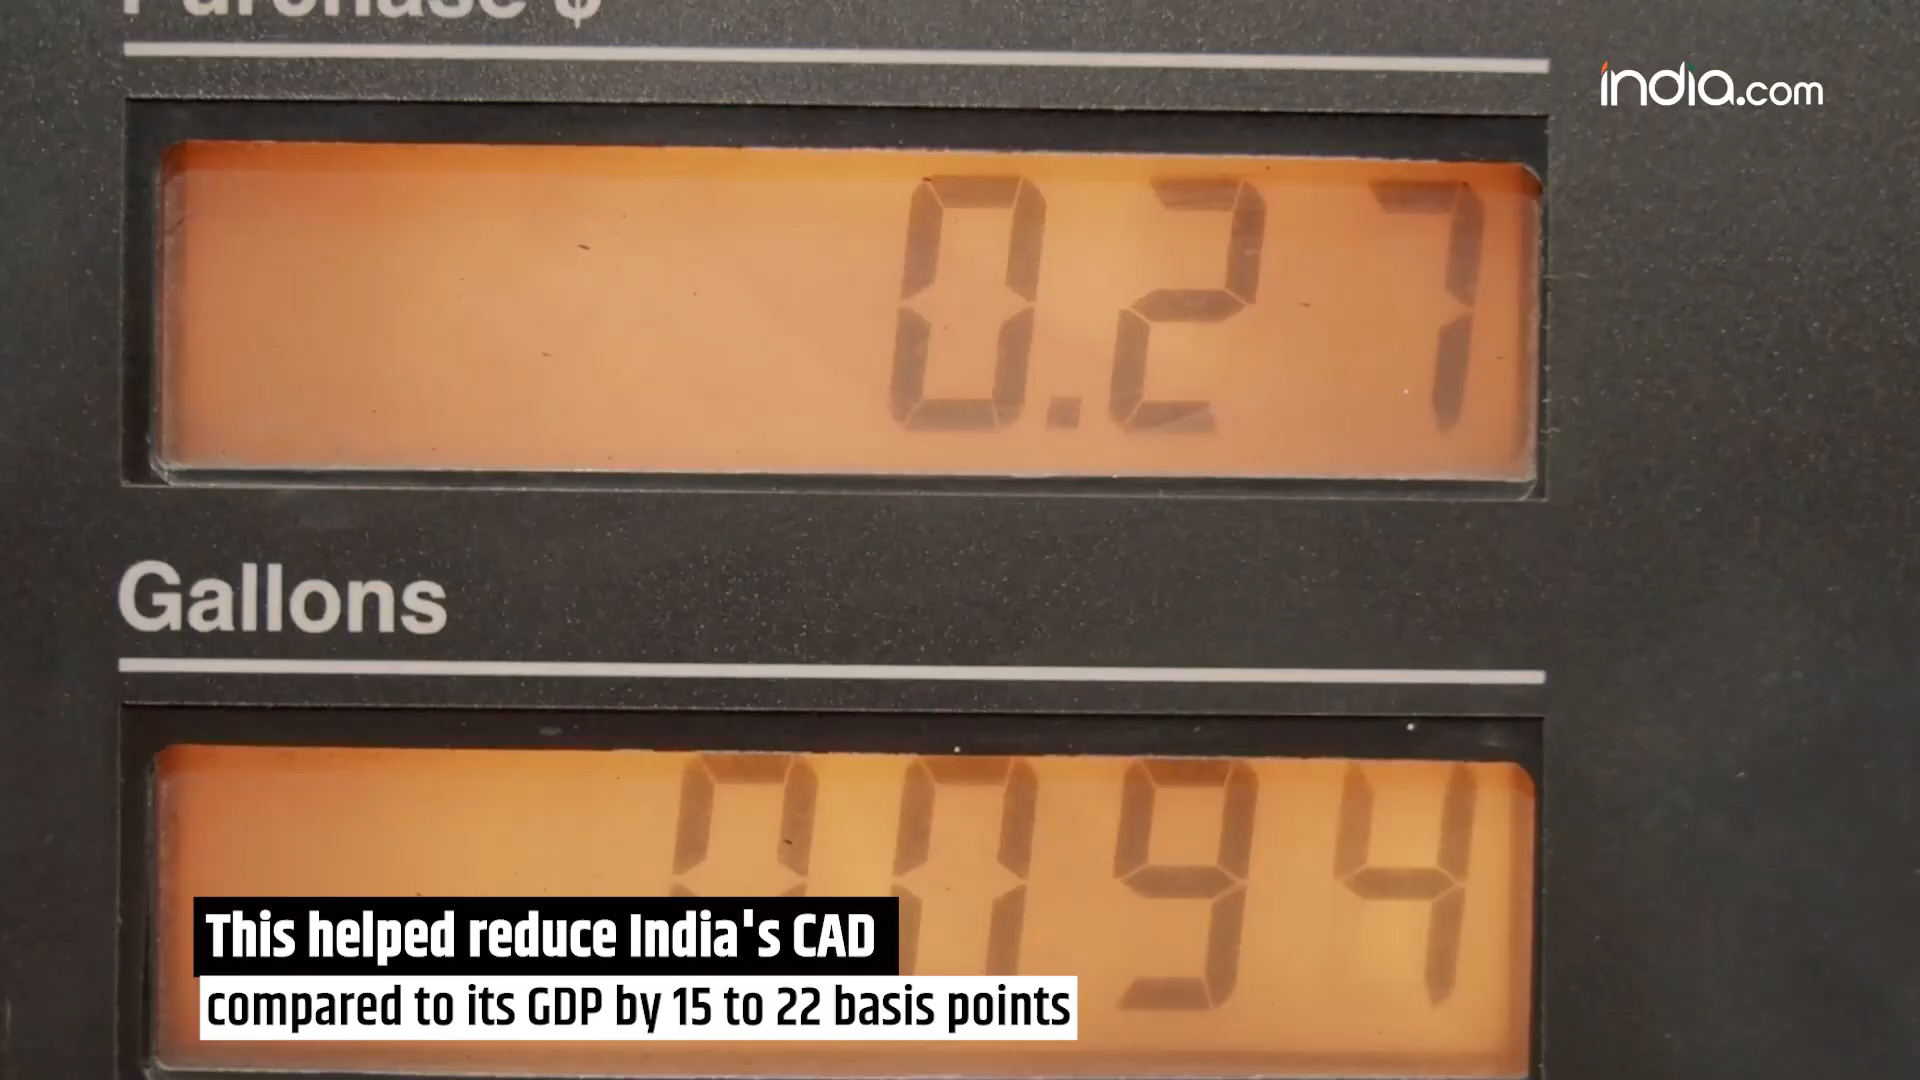 Purchase $
india.com
0.27
Gallons
0094
This helped reduce India's CAD
compared to its GDP by 15 to 22 basis points